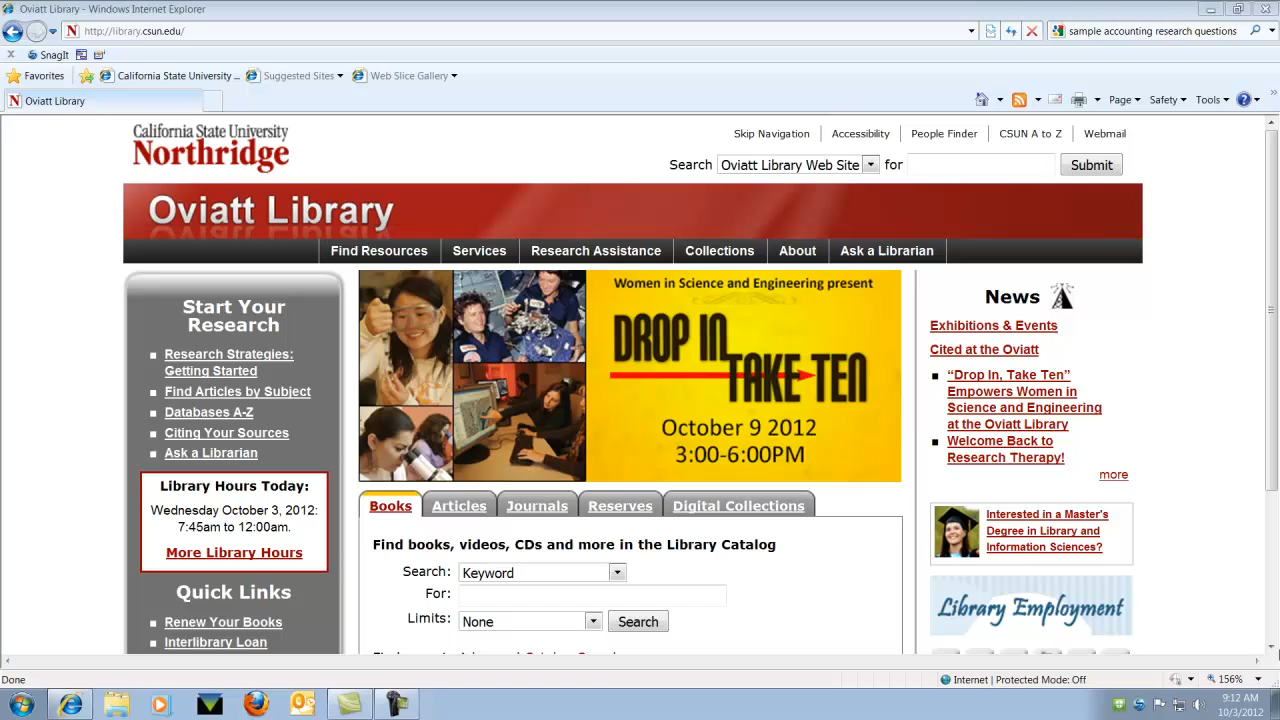 Oviatt Library - Windows Internet Explorer
http://library.csun.edu/
sample accounting research questions
SnagIt
Favorites
California State University ...
Suggested Sites
Web Slice Gallery
Oviatt Library
Page
Safety
Tools
California State University
Northridge
Skip Navigation
Accessibility
People Finder
CSUN A to Z
Webmail
Search
Oviatt Library Web Site
for
Submit
Oviatt Library
Find Resources
Services
Research Assistance
Collections
About
Ask a Librarian
Start Your
Research
Research Strategies:
Getting Started
Find Articles by Subject
Databases A-Z
Citing Your Sources
Ask a Librarian
Library Hours Today:
Wednesday October 3, 2012:
7:45am to 12:00am.
More Library Hours
Quick Links
Renew Your Books
Interlibrary Loan
Women in Science and Engineering present
DROP IN
TAKE TEN
October 9 2012
3:00-6:00PM
Books
Articles
Journals
Reserves
Digital Collections
Find books, videos, CDs and more in the Library Catalog
Search:
Keyword
For:
Limits:
None
Search
News
Exhibitions & Events
Cited at the Oviatt
“Drop In, Take Ten”
Empowers Women in
Science and Engineering
at the Oviatt Library
Welcome Back to
Research Therapy!
more
Interested in a Master's
Degree in Library and
Information Sciences?
Library Employment
Done
Internet | Protected Mode: Off
156%
9:12 AM
10/3/2012